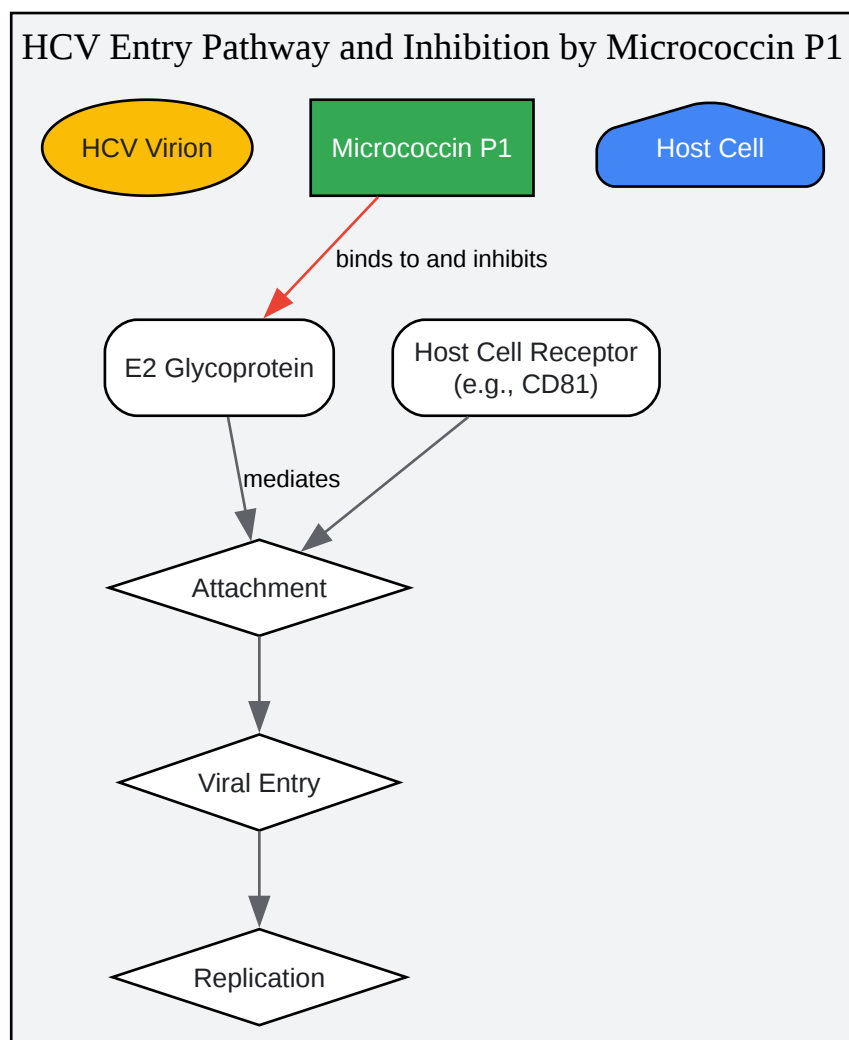 HCV Entry Pathway and Inhibition by Micrococcin P1
HCV Virion
Micrococcin P1
Host Cell
binds to and inhibits
E2 Glycoprotein
Host Cell Receptor
(e.g., CD81)
mediates
Attachment
Viral Entry
Replication